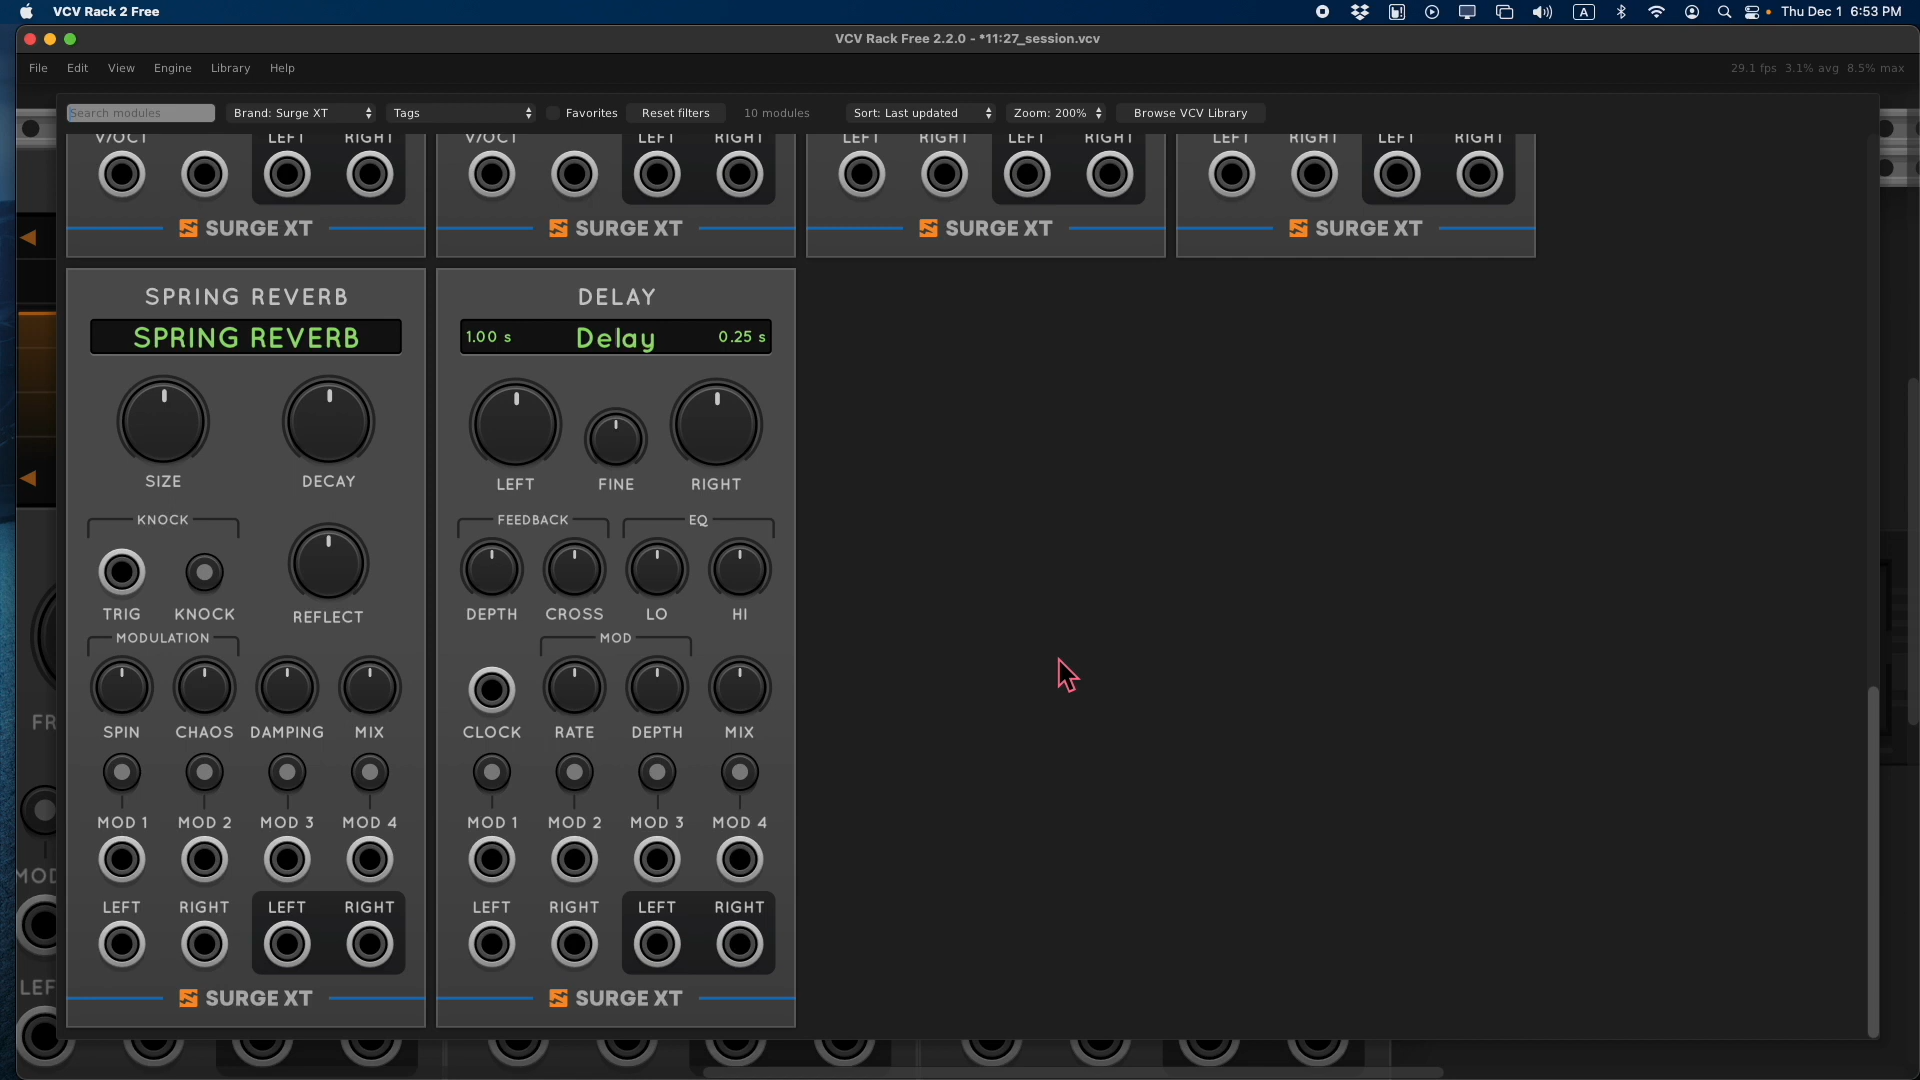 VCV Rack 2 Free
A
Thu Dec 1 6:53 PM
VCV Rack Free 2.2.0 - *11:27_session.vcv
File Edit View Engine Library Help
29.1 fps 3.1% avg 8.5% max
Search modules
Brand: Surge XT
Tags
Favorites
Reset filters
10 modules
Sort: Last updated
Zoom: 200%
Browse VCV Library
V/OCT LEFT RIGHT V/OCT LEFT RIGHT LEFT RIGHT LEFT RIGHT LEFT RIGHT LEFT RIGHT
SURGE XT SURGE XT SURGE XT SURGE XT
SPRING REVERB
SPRING REVERB
SIZE DECAY
KNOCK
TRIG KNOCK REFLECT
MODULATION
SPIN CHAOS DAMPING MIX
MOD 1 MOD 2 MOD 3 MOD 4
LEFT RIGHT LEFT RIGHT
SURGE XT
DELAY
1.00 s Delay 0.25 s
LEFT FINE RIGHT
FEEDBACK EQ
DEPTH CROSS LO HI
MOD
CLOCK RATE DEPTH MIX
MOD 1 MOD 2 MOD 3 MOD 4
LEFT RIGHT LEFT RIGHT
SURGE XT
FR
MOD
LEF